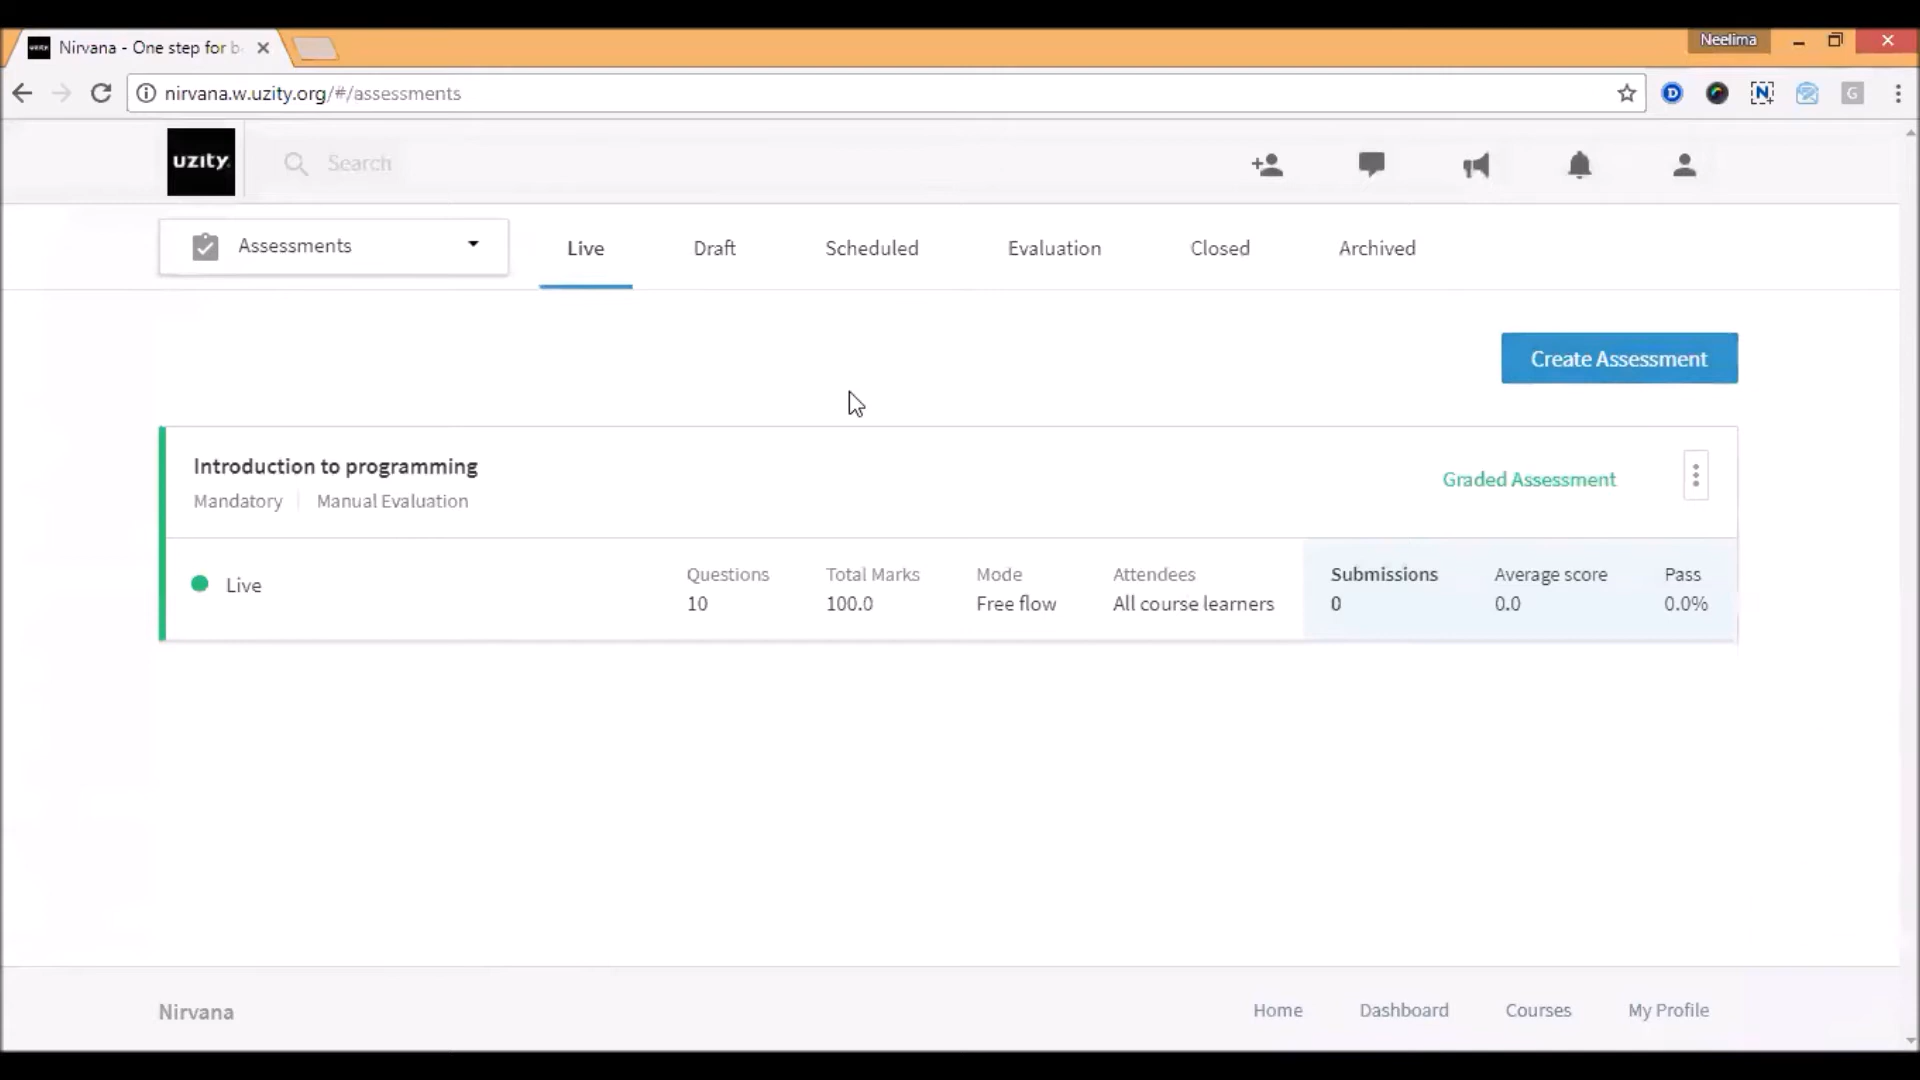 Nirvana - One step for b
Neelima
nirvana.w.uzity.org/#/assessments
uzity
Search
Assessments
Live
Draft
Scheduled
Evaluation
Closed
Archived
Create Assessment
Introduction to programming
Mandatory
Manual Evaluation
Graded Assessment
Live
Questions
10
Total Marks
100.0
Mode
Free flow
Attendees
All course learners
Submissions
0
Average score
0.0
Pass
0.0%
Nirvana
Home
Dashboard
Courses
My Profile